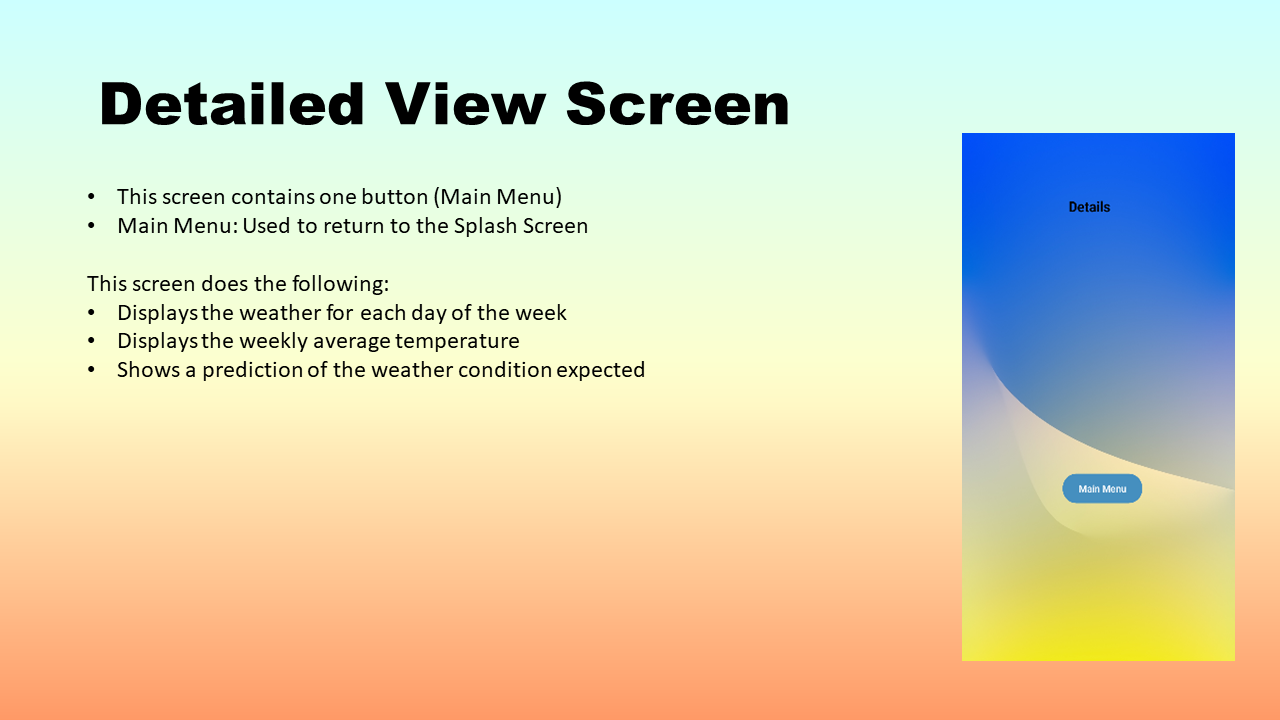 Detailed View Screen
• This screen contains one button (Main Menu)
• Main Menu: Used to return to the Splash Screen
This screen does the following:
• Displays the weather for each day of the week
• Displays the weekly average temperature
• Shows a prediction of the weather condition expected
Details
Main Menu